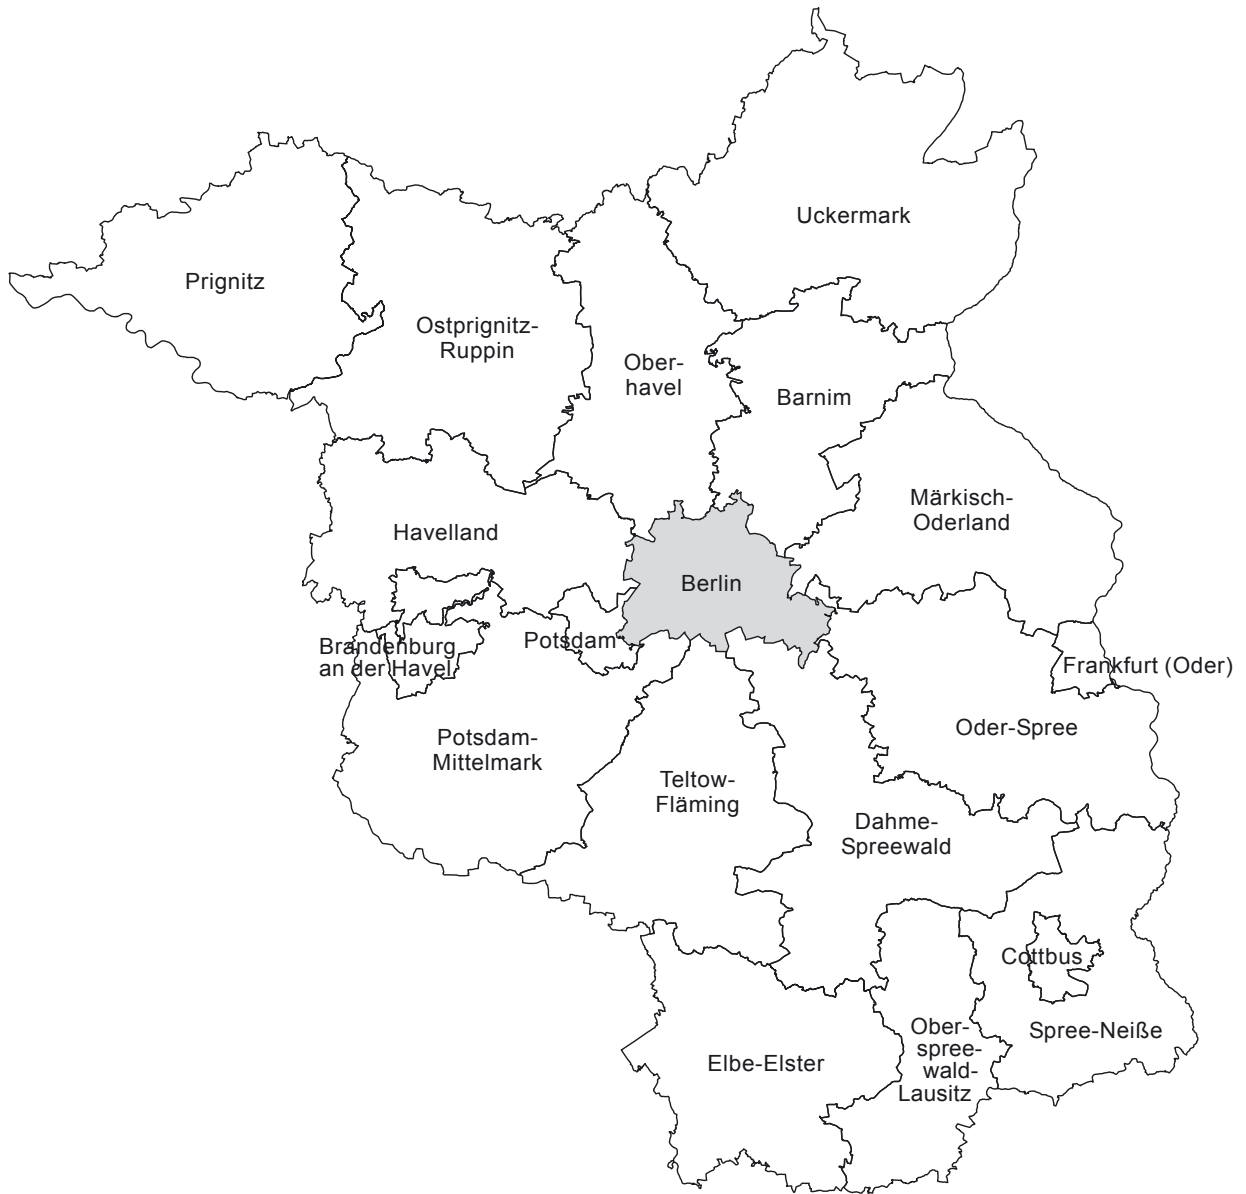 Uckermark
Prignitz
Ostprignitz-
Ruppin
Ober-
havel
Barnim
Märkisch-
Oderland
Havelland
Berlin
Brandenburg
an der Havel
Potsdam
Frankfurt (Oder)
Potsdam-
Mittelmark
Oder-Spree
Teltow-
Fläming
Dahme-
Spreewald
Cottbus
Spree-Neiße
Ober-
spree-
wald-
Lausitz
Elbe-Elster